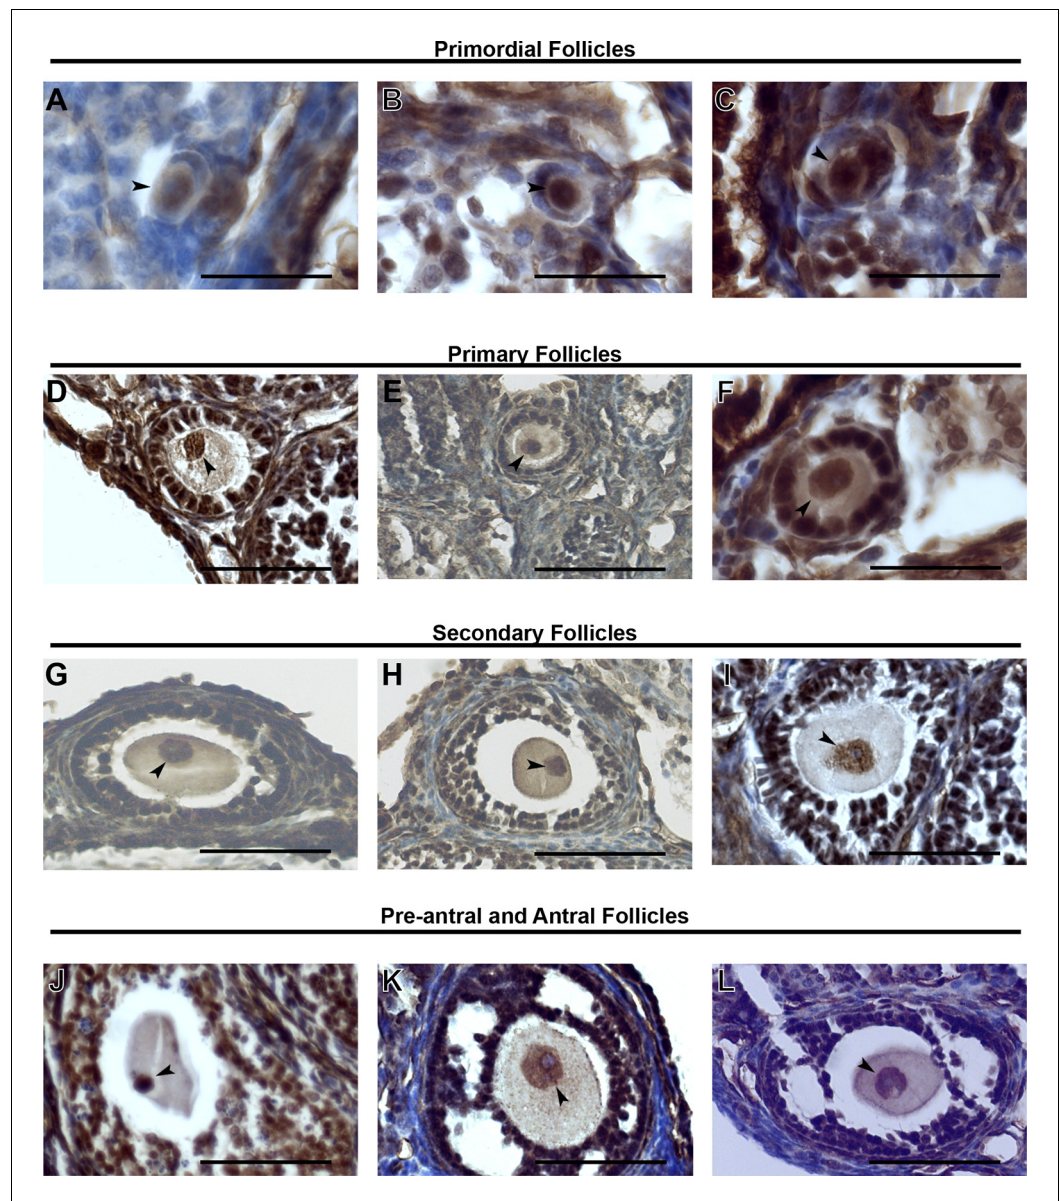 Primordial Follicles
A B C
Primary Follicles
D E F
Secondary Follicles
G H I
Pre-antral and Antral Follicles
J K L